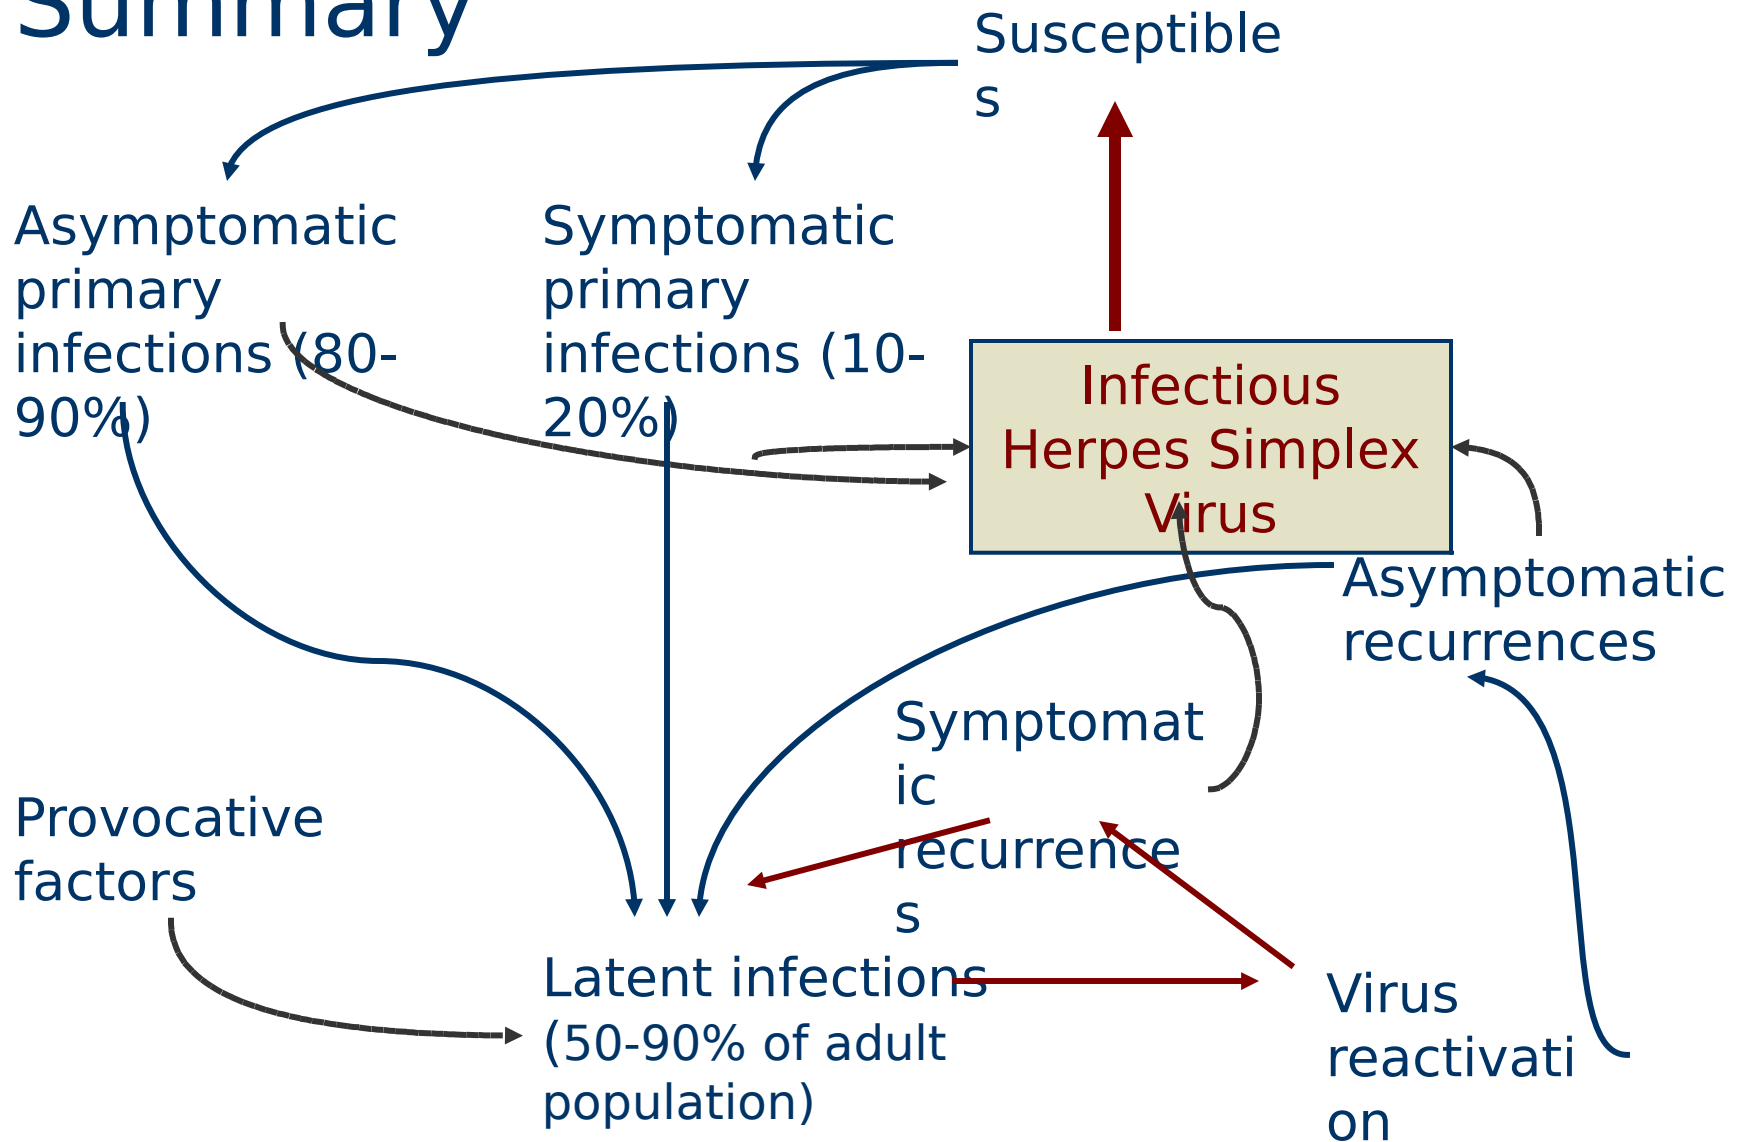 Summary
Susceptible
s
Asymptomatic
primary
infections (80-
90%)
Symptomatic
primary
infections (10-
20%)
Infectious
Herpes Simplex
Virus
Asymptomatic
recurrences
Symptomat
ic
recurrence
s
Provocative
factors
Latent infections
(50-90% of adult
population)
Virus
reactivati
on